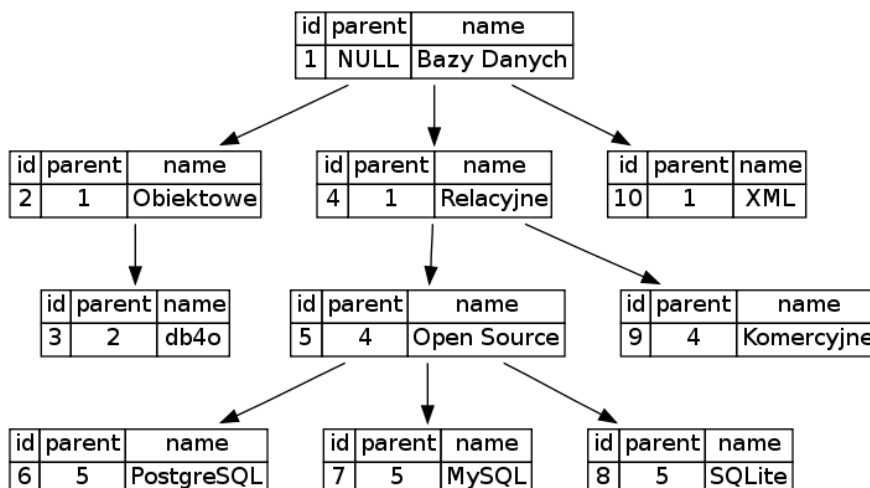 id parent name
1 NULL Bazy Danych
id parent name
2 1 Obiektowe
id parent name
4 1 Relacyjne
id parent name
10 1 XML
id parent name
3 2 db4o
id parent name
5 4 Open Source
id parent name
9 4 Komercyjne
id parent name
6 5 PostgreSQL
id parent name
7 5 MySQL
id parent name
8 5 SQLite